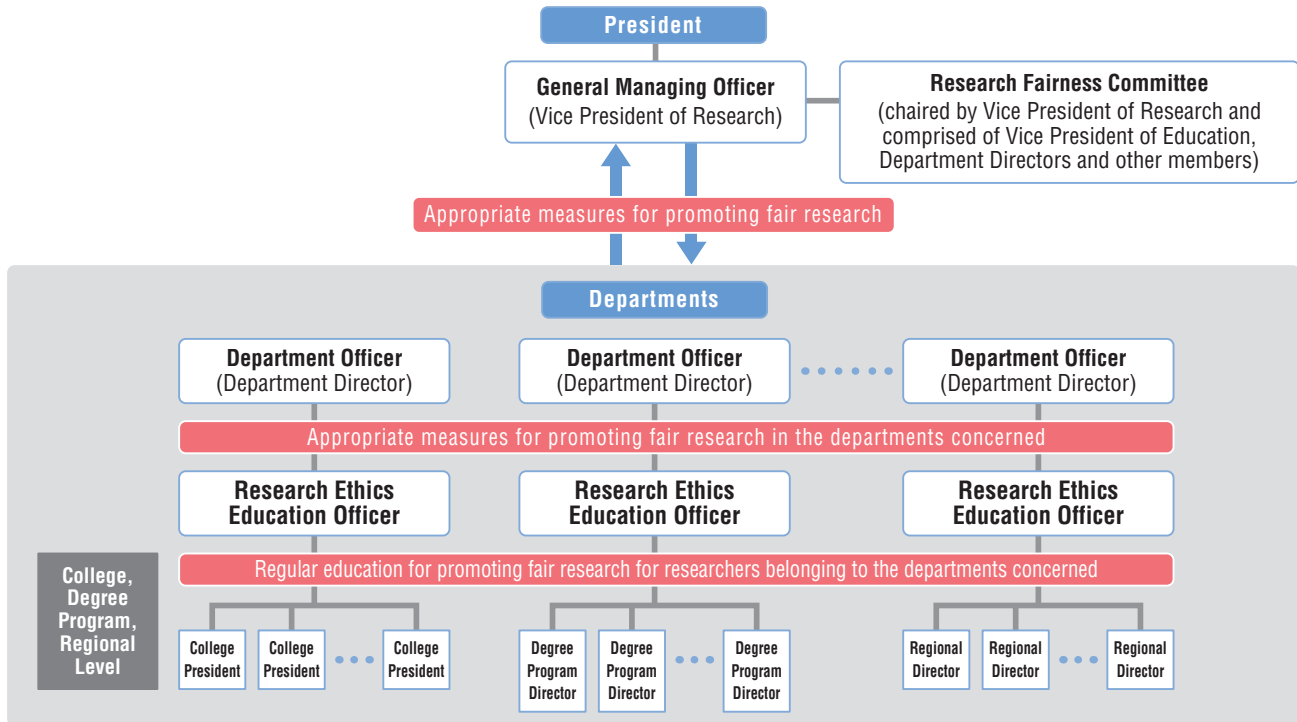 President
General Managing Officer
(Vice President of Research)
Research Fairness Committee
(chaired by Vice President of Research and
comprised of Vice President of Education,
Department Directors and other members)
Appropriate measures for promoting fair research
Departments
Department Officer
(Department Director)
Department Officer
(Department Director)
Department Officer
(Department Director)
Appropriate measures for promoting fair research in the departments concerned
Research Ethics
Education Officer
Research Ethics
Education Officer
Research Ethics
Education Officer
Regular education for promoting fair research for researchers belonging to the departments concerned
College,
Degree
Program,
Regional
Level
College
President
College
President
College
President
Degree
Program
Director
Degree
Program
Director
Degree
Program
Director
Regional
Director
Regional
Director
Regional
Director